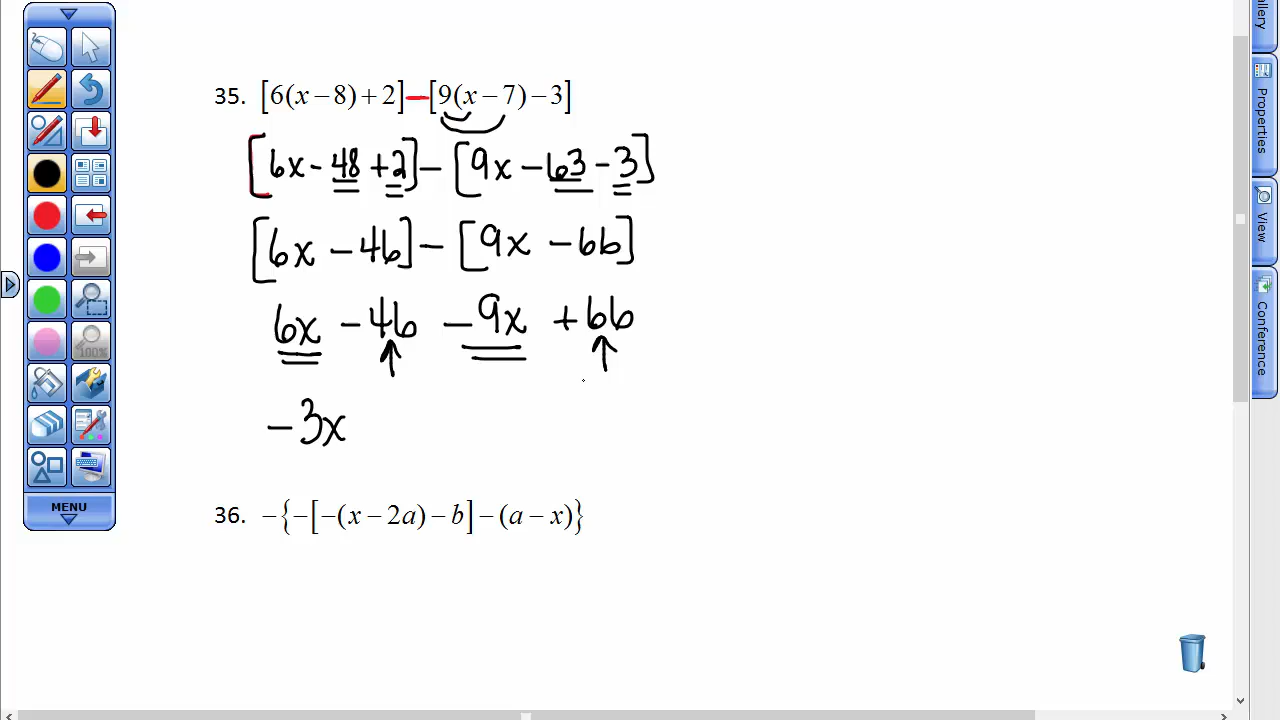 35. [6(x − 8) + 2] − [9(x − 7) − 3]
[6x - 48 + 2] - [9x - 63 - 3]
[6x - 46] - [9x - 66]
6x - 46 - 9x + 66
- 3x
36. −{−[−(x − 2a) − b] − (a − x)}
MENU
100%
Gallery
Properties
View
Conference